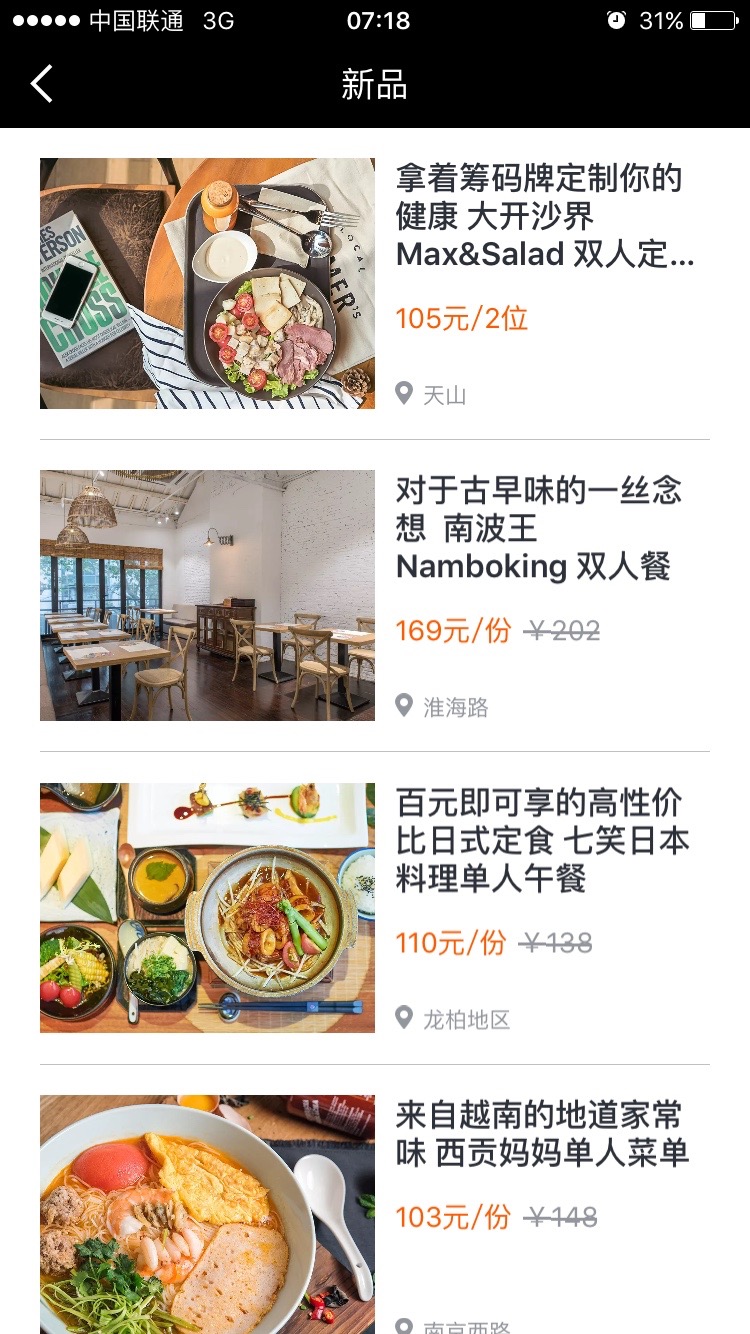 中国联通 3G 07:18 31%
新品
拿着筹码牌定制你的
健康 大开沙界
Max&Salad 双人定...
105元/2位
天山
对于古早味的一丝念
想 南波王
Namboking 双人餐
169元/份 ￥202
淮海路
百元即可享的高性价
比日式定食 七笑日本
料理单人午餐
110元/份 ￥138
龙柏地区
来自越南的地道家常
味 西贡妈妈单人菜单
103元/份 ￥148
南京西路
CROSS
LOCAL